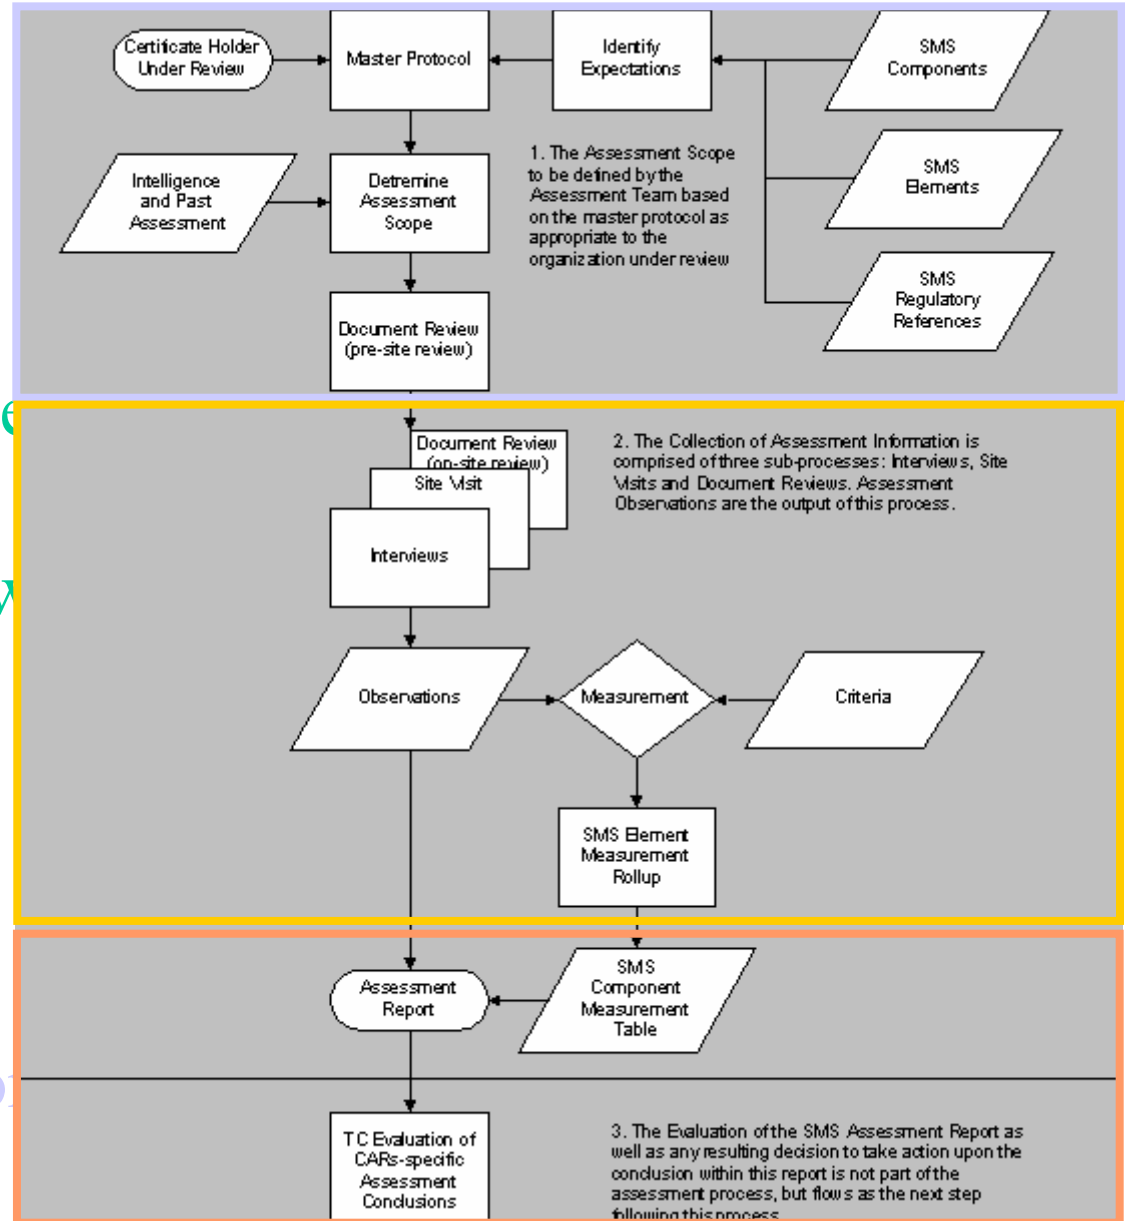 Certificate Holder
Under Review
Master Protocol
Identify
Expectations
SMS
Components
Intelligence
and Past
Assessment
Detremine
Assessment
Scope
1. The Assessment Scope
to be defined by the
Assessment Team based
on the master protocol as
appropriate to the
organization under review
SMS
Elements
SMS
Regulatory
References
Document Review
(pre-site review)
e
Document Review
(on-site review)
Site Visit
Interviews
2. The Collection of Assessment Information is
comprised of three sub-processes: Interviews, Site
Visits and Document Reviews. Assessment
Observations are the output of this process.
w
Observations
Measurement
Criteria
SMS Element
Measurement
Rollup
Assessment
Report
SMS
Component
Measurement
Table
TC Evaluation of
CARs-specific
Assessment
Conclusions
3. The Evaluation of the SMS Assessment Report as
well as any resulting decision to take action upon the
conclusion within this report is not part of the
assessment process, but flows as the next step
following this process.